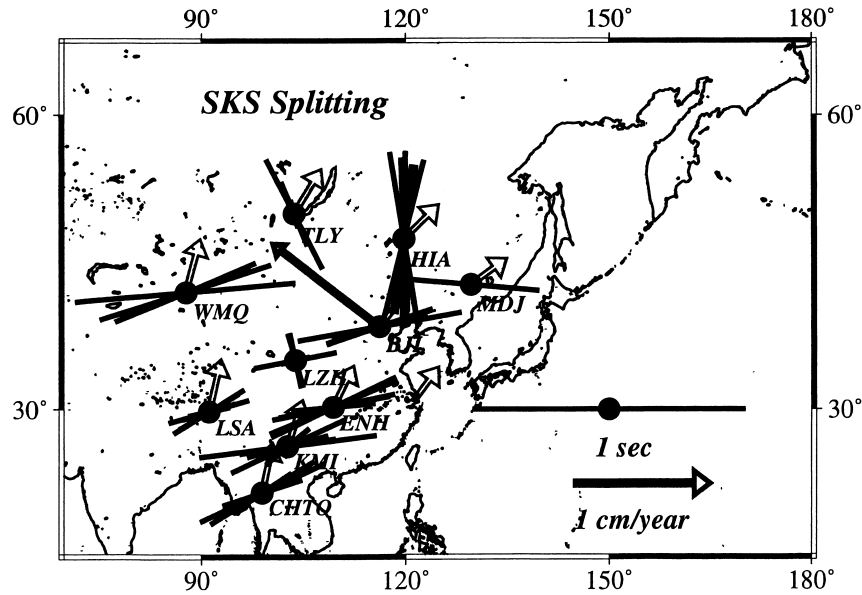 90° 120° 150° 180°
60° 60°
SKS Splitting
TLY
HIA
MDJ
WMQ
BJI
LZH
30° 30°
LSA
ENH
1 sec
KMI
CHTO
1 cm/year
90° 120° 150° 180°